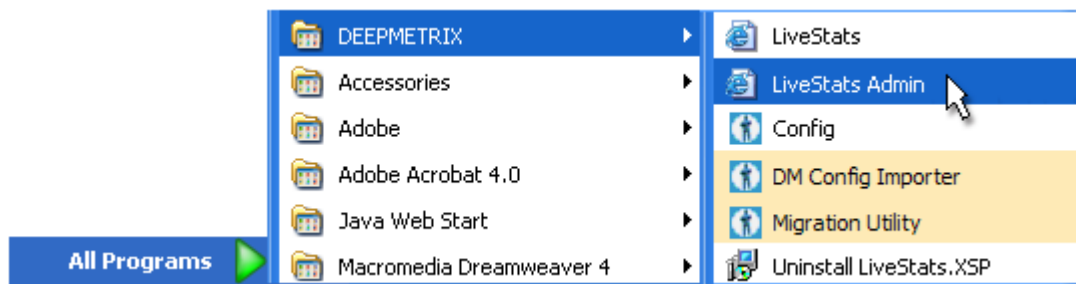 DEEPMETRIX
Accessories
Adobe
Adobe Acrobat 4.0
Java Web Start
Macromedia Dreamweaver 4
All Programs
LiveStats
LiveStats Admin
Config
DM Config Importer
Migration Utility
Uninstall LiveStats.XSP